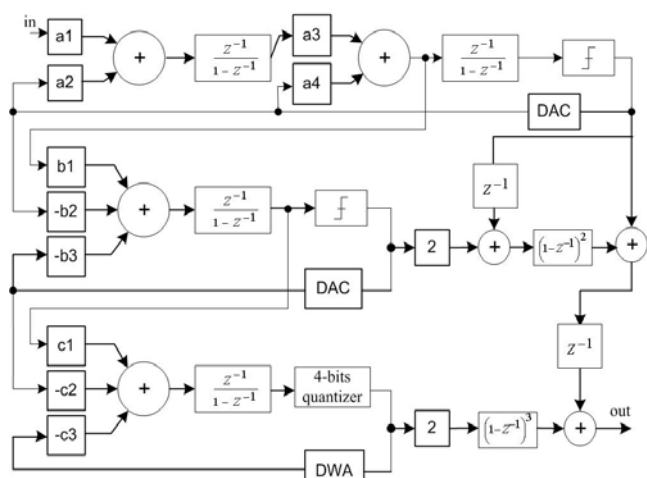 in
a1
+
z⁻¹
1 − z⁻¹
a3
+
z⁻¹
1 − z⁻¹
a2
a4
DAC
b1
-b2
+
z⁻¹
1 − z⁻¹
z⁻¹
-b3
2
+
(1−z⁻¹)²
+
DAC
c1
-c2
+
z⁻¹
1 − z⁻¹
4-bits
quantizer
z⁻¹
-c3
2
(1−z⁻¹)³
+
out
DWA